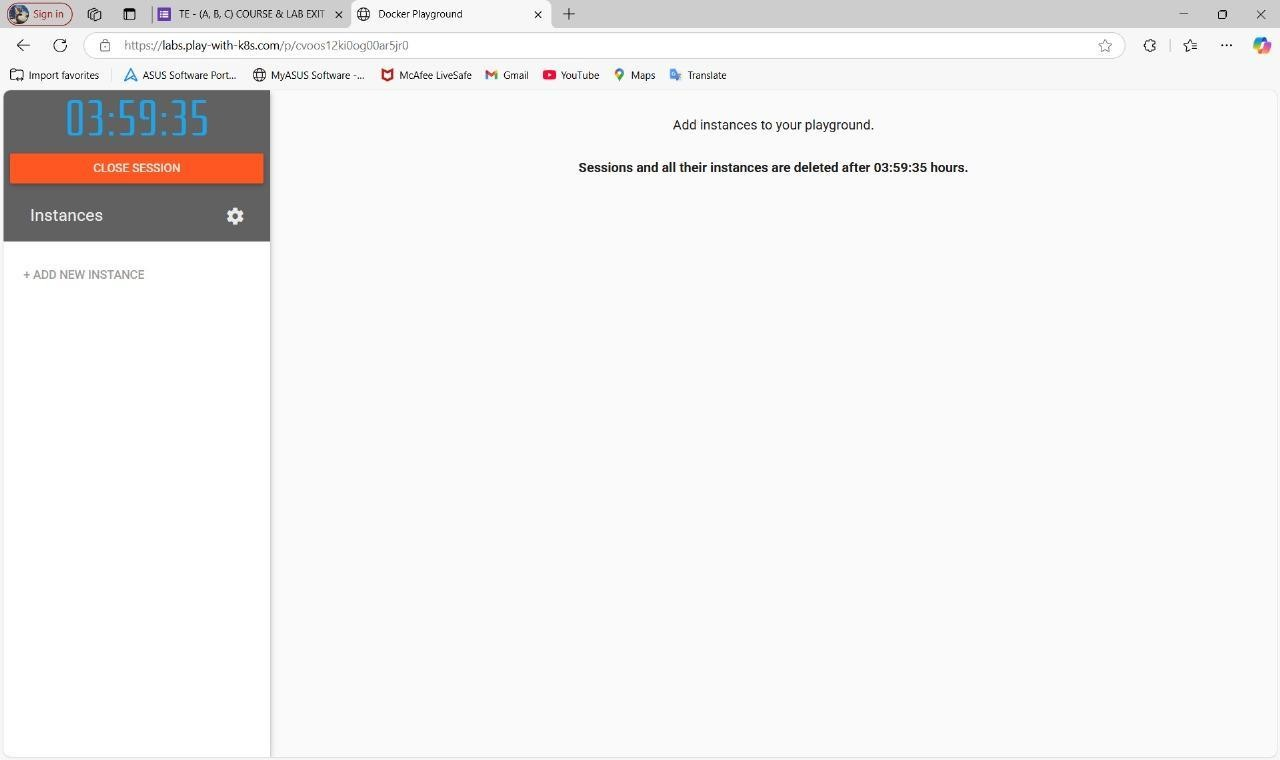 Sign in
TE - (A, B, C) COURSE & LAB EXIT
Docker Playground
https://labs.play-with-k8s.com/p/cvoos12ki0og00ar5jr0
Import favorites
ASUS Software Port...
MyASUS Software -...
McAfee LiveSafe
Gmail
YouTube
Maps
Translate
03:59:35
CLOSE SESSION
Instances
+ ADD NEW INSTANCE
Add instances to your playground.
Sessions and all their instances are deleted after 03:59:35 hours.